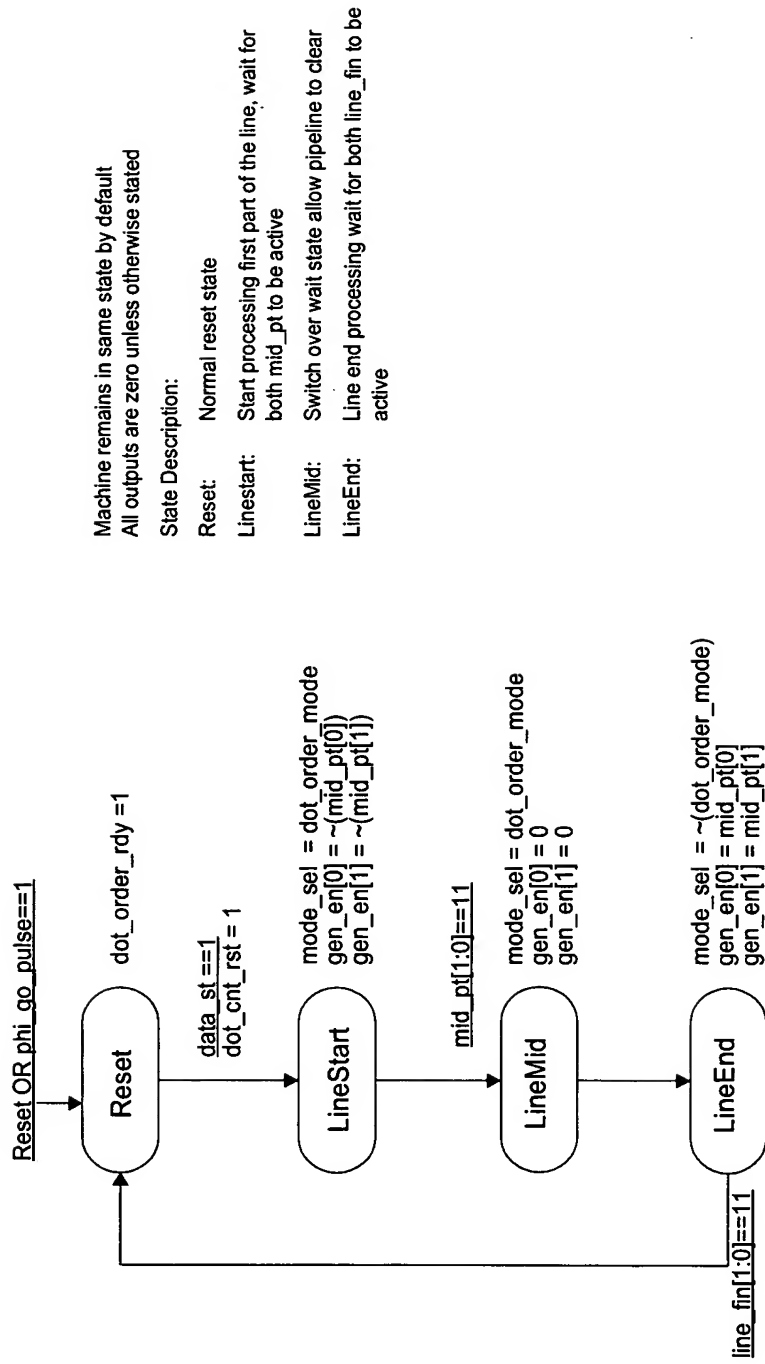 Reset OR phi_go_pulse==1
Reset
dot_order_rdy =1
data_st ==1
dot_cnt_rst = 1
LineStart
mode_sel = dot_order_mode
gen_en[0] = ~(mid_pt[0])
gen_en[1] = ~(mid_pt[1])
mid_pt[1:0]==11
LineMid
mode_sel = dot_order_mode
gen_en[0] = 0
gen_en[1] = 0
LineEnd
mode_sel = ~(dot_order_mode)
gen_en[0] = mid_pt[0]
gen_en[1] = mid_pt[1]
line_fin[1:0]==11
Machine remains in same state by default
All outputs are zero unless otherwise stated
State Description:
Reset: Normal reset state
Linestart: Start processing first part of the line, wait for
both mid_pt to be active
LineMid: Switch over wait state allow pipeline to clear
LineEnd: Line end processing wait for both line_fin to be
active